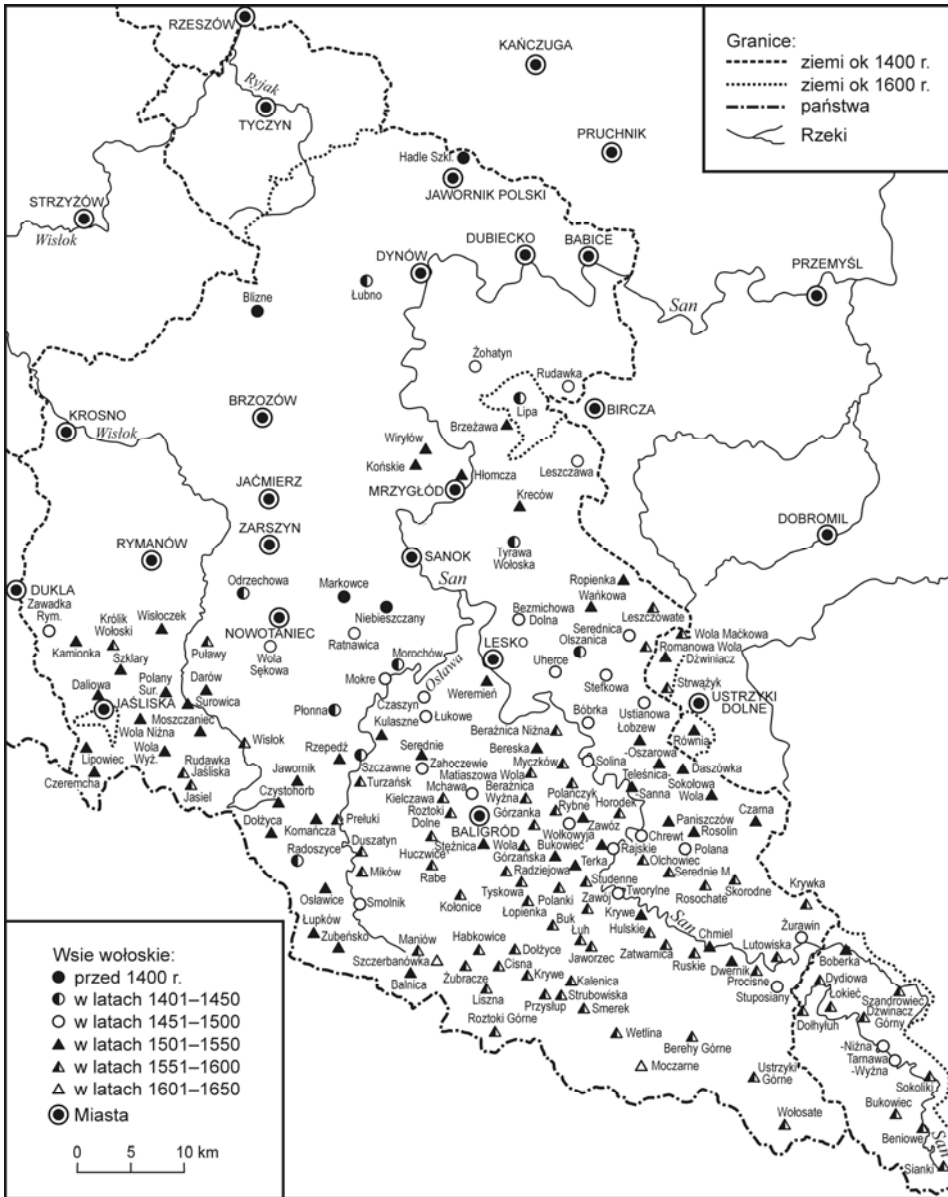 RZESZÓW
Ryjak
TYCZYN
KAŃCZUGA
PRUCHNIK
Granice:
ziemi ok 1400 r.
ziemi ok 1600 r.
państwa
Rzeki
Hadle Szkl.
JAWORNIK POLSKI
STRZYŻÓW
Wisłok
DYNÓW
DUBIECKO
BABICE
PRZEMYŚL
San
Łubno
Blizne
Żohatyn
Rudawka
Lipa
BIRCZA
Brzeżawa
KROSNO
Wisłok
BRZOZÓW
Wiryłów
Końskie
Hłomcza
MRZYGŁÓD
Leszczawa
Kreców
JAĆMIERZ
ZARSZYN
RYMANÓW
SANOK
San
Tyrawa
Wołoska
DOBROMIL
DUKLA
Zawadka
Rym.
Królik
Wołoski
Wisłoczek
Odrzechowa
Markowce
Niebieszczany
Ropienka
Wańkowa
Bezmichowa
Dolna
Leszczowate
Serednica
Olszanica
Wola Maćkowa
Romanowa Wola
Dźwiniacz
Kamionka
Szklary
Puławy
NOWOTANIEC
Ratnawica
Wola
Sękowa
Morochów
Mokre
Osława
LESKO
Uherce
Stefkowa
Strwążyk
USTRZYKI
DOLNE
Daliowa
Polany
Sur.
Darów
Surowica
JAŚLISKA
Moszczaniec
Wola Niżna
Wola
Wyż.
Płonna
Czaszyn
Łukowe
Kulaszne
Weremień
Bóbrka
Ustianowa
Równia
Łobzew
-Oszarowa
Lipowiec
Czeremcha
Rudawka
Jaśliska
Jasiel
Wisłok
Rzepedź
Szczawne
Serednie
Zahoczewie
Bereźnica Niżna
Bereska
Myczków
Solina
Teleśnica
-Sanna
Daszówka
Sokołowa
Wola
Jawornik
Czystohorb
Turzańsk
Mchawa
Matiaszowa Wola
Bereźnica
Wyżna
Polańczyk
Kielczawa
Roztoki
Dolne
BALIGRÓD
Górzanka
Rybne
Horodek
Paniszczów
Czarna
Rosolin
Dołżyca
Komańcza
Prełuki
Duszatyn
Radoszyce
Stężnica
Wola
Górzańska
Wołkowyja
Bukowiec
Zawóz
Rajskie
Chrewt
Polana
Terka
Olchowiec
Huczwice
Rabe
Radziejowa
Studenne
Serednie M.
Mików
Tyskowa
Polanki
Tworylne
Rosochate
Skorodne
Krywka
Osławice
Smolnik
Kołonice
Łopienka
Zawój
Krywe
San
Łupków
Zubeńsko
Buk
Łuh
Hulskie
Chmiel
Lutowiska
Żurawin
Boberka
Maniów
Habkowice
Dołżyce
Jaworzec
Zatwarnica
Ruskie
Dwernik
Procisne
Szczerbanówka
Balnica
Żubracze
Cisna
Krywe
Kalenica
Stuposiany
Dydiowa
Lokieć
Szandrowiec
Dźwinacz
Górny
Liszna
Przysłup
Strubowiska
Smerek
Dołhyłuh
Roztoki Górne
Wetlina
Berehy Górne
-Niżna
Tarnawa
-Wyżna
Moczarne
Ustrzyki
Górne
Sokoliki
Bukowiec
Wołosate
Beniowe
San
Sianki
Wsie wołoskie:
przed 1400 r.
w latach 1401–1450
w latach 1451–1500
w latach 1501–1550
w latach 1551–1600
w latach 1601–1650
Miasta
0 5 10 km